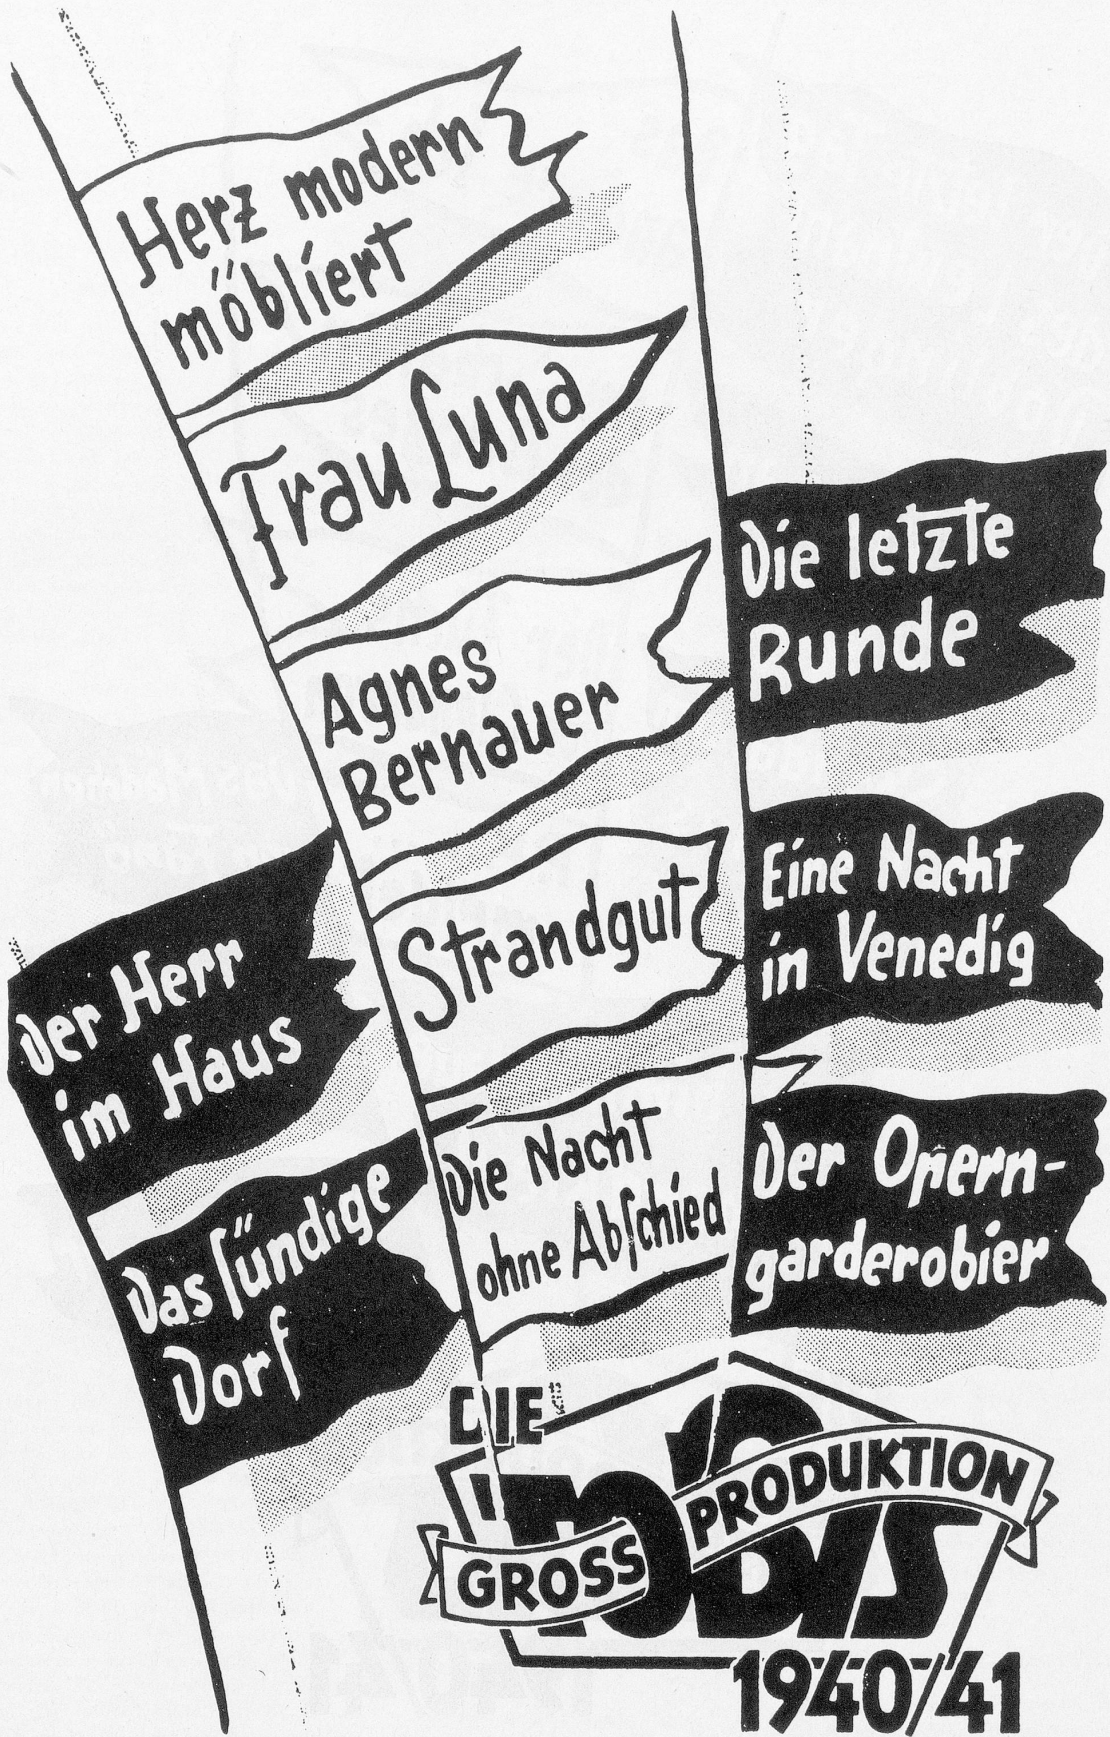 Herz modern
möbliert
Frau Luna
Agnes
Bernauer
Strandgut
Die Nacht
ohne Abſchied
Der Herr
im Haus
Das ſündige
Dorf
Die letzte
Runde
Eine Nacht
in Venedig
Der Opern-
garderobier
DIE
TOBIS
GROSS PRODUKTION
1940/41